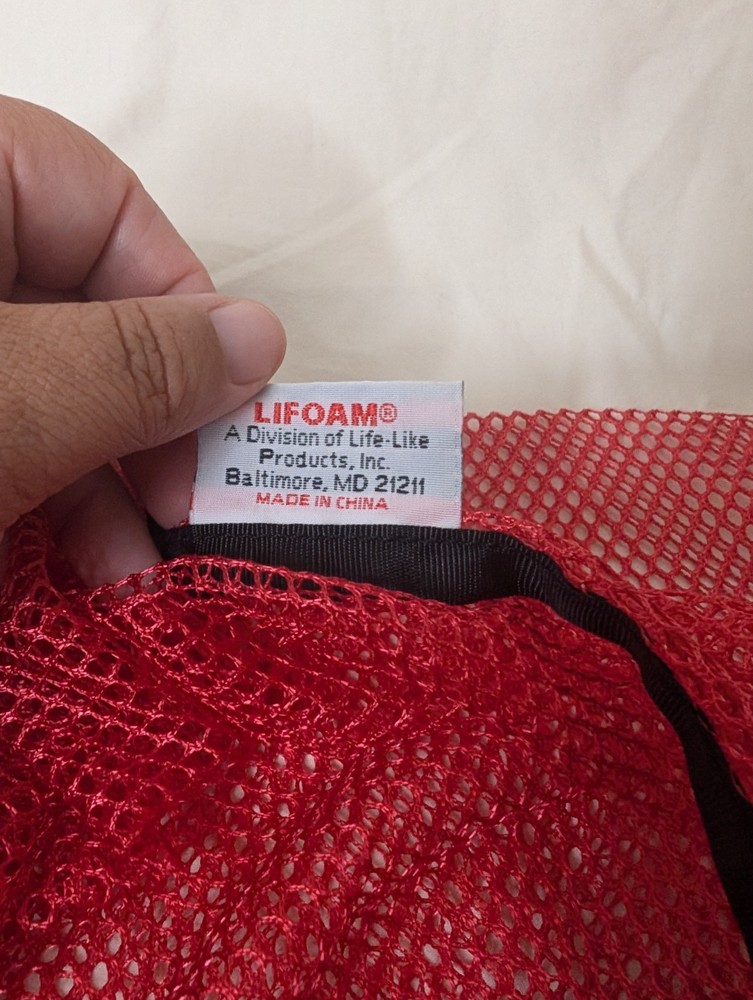 LIFOAM®
A Division of Life-Like
Products, Inc.
Baltimore, MD 21211
MADE IN CHINA